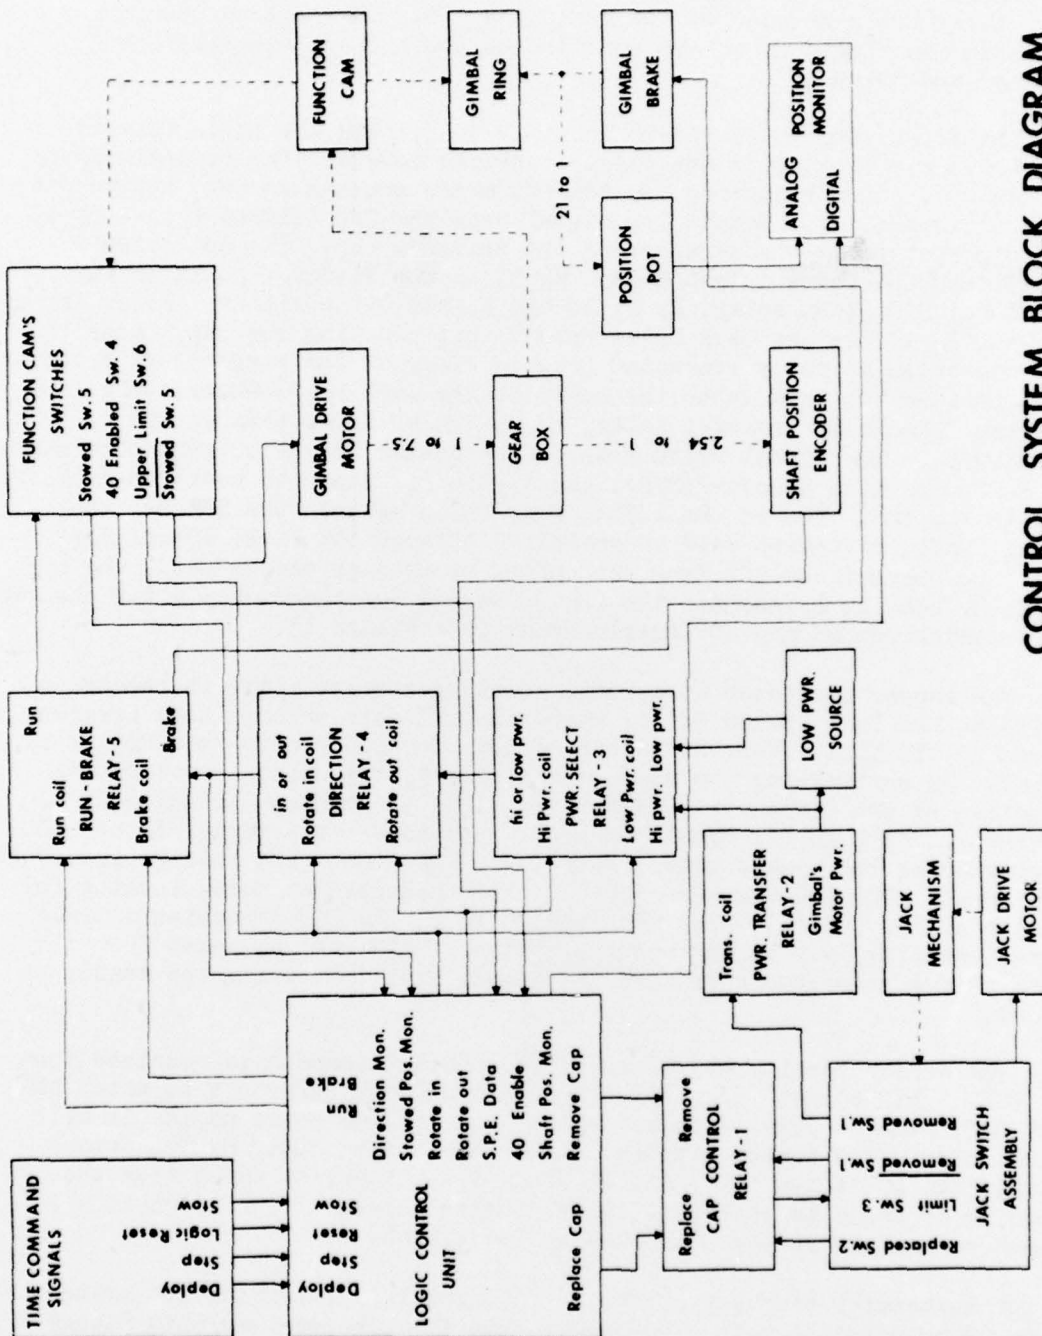 TIME COMMAND
SIGNALS
Deploy
Step
Logic Reset
Stow
Deploy
Step
Reset
Stow
LOGIC CONTROL
UNIT
Run
Brake
Direction Mon.
Stowed Pos. Mon.
Rotate in
Rotate out
S.P.E. Data
40 Enable
Shaft Pos. Mon.
Remove Cap
Replace Cap
Replace Remove
CAP CONTROL
RELAY-1
Replaced Sw.2
Limit Sw.3
Removed Sw.1
Removed Sw.1
JACK SWITCH
ASSEMBLY
Run
Run coil
RUN-BRAKE
RELAY-5
Brake coil
Brake
in or out
Rotate in coil
DIRECTION
RELAY-4
Rotate out coil
hi or low pwr.
Hi Pwr. coil
PWR. SELECT
RELAY-3
Low Pwr. coil
Hi pwr. Low pwr.
Trans. coil
PWR. TRANSFER
RELAY-2
Gimbal's
Motor Pwr.
LOW PWR.
SOURCE
JACK
MECHANISM
JACK DRIVE
MOTOR
FUNCTION CAM'S
SWITCHES
Stowed Sw.5
40 Enabled Sw.4
Upper Limit Sw.6
Stowed Sw.5
GIMBAL DRIVE
MOTOR
1 to 7.5
GEAR
BOX
2.54 to 1
SHAFT POSITION
ENCODER
FUNCTION
CAM
GIMBAL
RING
21 to 1
GIMBAL
BRAKE
POSITION
POT
ANALOG POSITION
MONITOR
DIGITAL
CONTROL SYSTEM BLOCK DIAGRAM